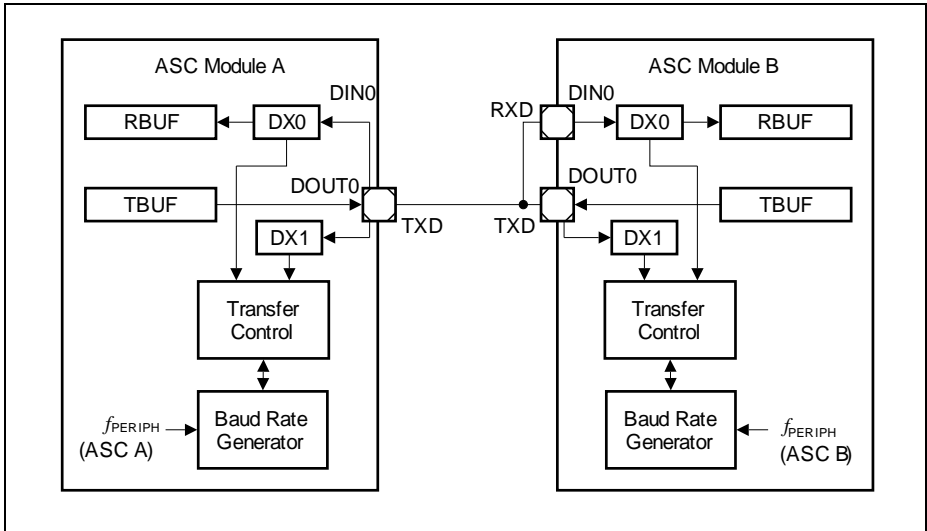 ASC Module A
DIN0
RBUF
DX0
DOUT0
TBUF
TXD
DX1
Transfer
Control
Baud Rate
Generator
fPERIPH
(ASC A)
ASC Module B
RXD
DIN0
DX0
RBUF
DOUT0
TXD
TBUF
DX1
Transfer
Control
Baud Rate
Generator
fPERIPH
(ASC B)